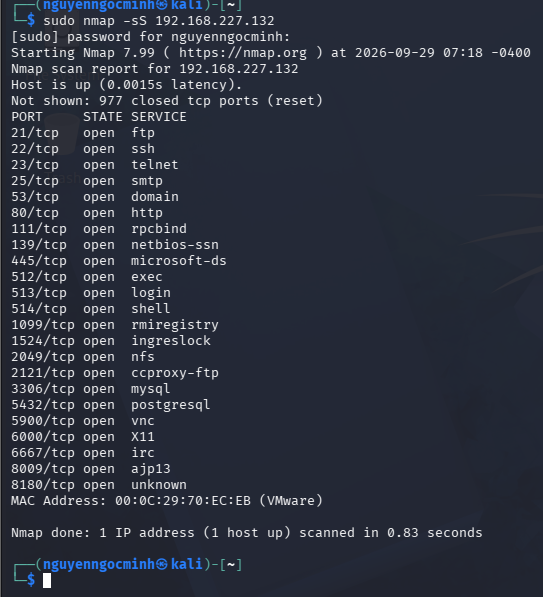 ┌──(nguyenngocminh㉿kali)-[~]
└─$ sudo nmap -sS 192.168.227.132
[sudo] password for nguyenngocminh:
Starting Nmap 7.99 ( https://nmap.org ) at 2026-09-29 07:18 -0400
Nmap scan report for 192.168.227.132
Host is up (0.0015s latency).
Not shown: 977 closed tcp ports (reset)
PORT     STATE SERVICE
21/tcp   open  ftp
22/tcp   open  ssh
23/tcp   open  telnet
25/tcp   open  smtp
53/tcp   open  domain
80/tcp   open  http
111/tcp  open  rpcbind
139/tcp  open  netbios-ssn
445/tcp  open  microsoft-ds
512/tcp  open  exec
513/tcp  open  login
514/tcp  open  shell
1099/tcp open  rmiregistry
1524/tcp open  ingreslock
2049/tcp open  nfs
2121/tcp open  ccproxy-ftp
3306/tcp open  mysql
5432/tcp open  postgresql
5900/tcp open  vnc
6000/tcp open  X11
6667/tcp open  irc
8009/tcp open  ajp13
8180/tcp open  unknown
MAC Address: 00:0C:29:70:EC:EB (VMware)
Nmap done: 1 IP address (1 host up) scanned in 0.83 seconds
┌──(nguyenngocminh㉿kali)-[~]
└─$